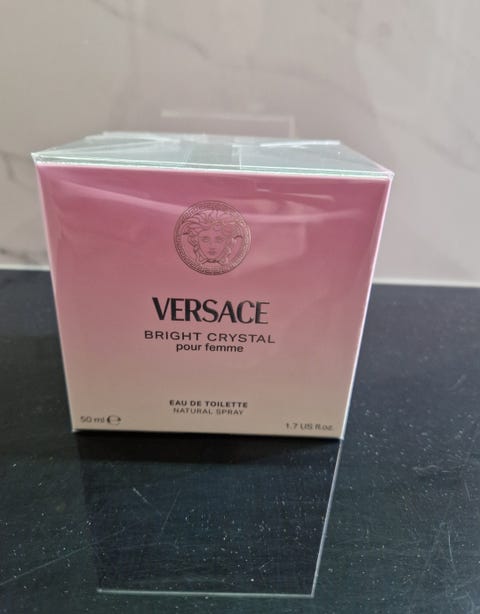 VERSACE
BRIGHT CRYSTAL
pour femme
EAU DE TOILETTE
NATURAL SPRAY
50 ml ℮
1.7 US fl.oz.